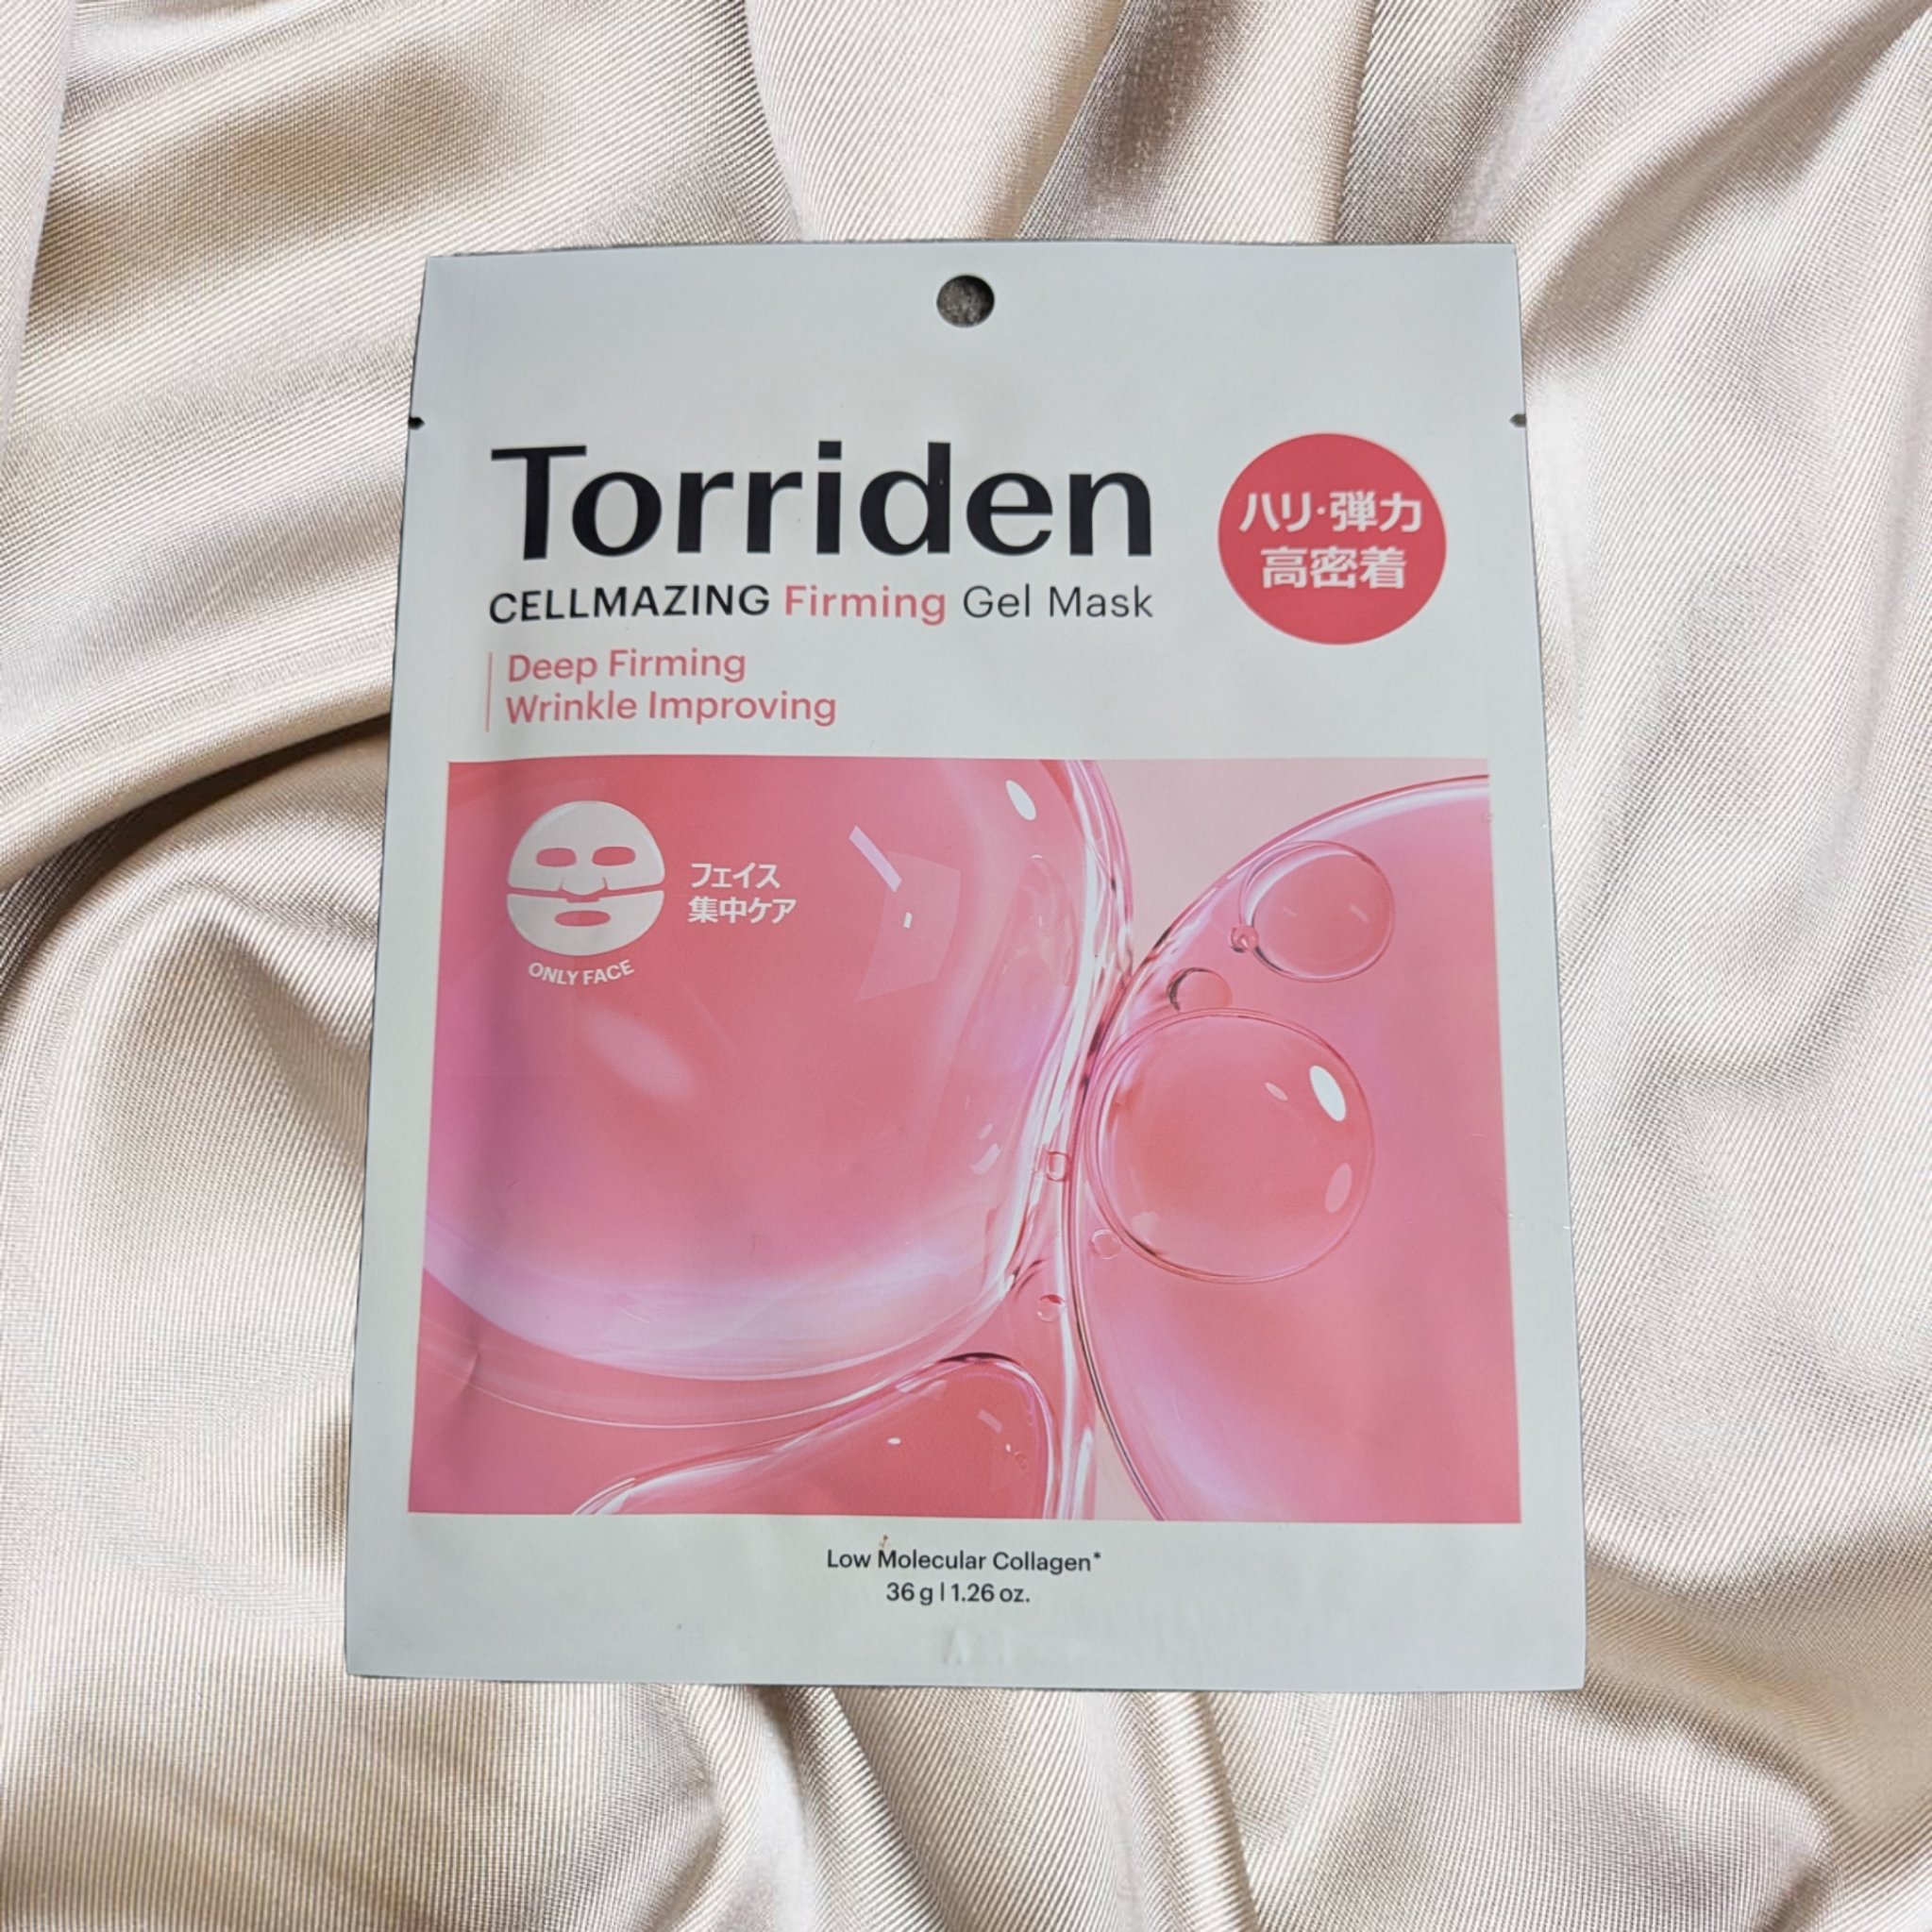 Torriden
ハリ・弾力
高密着
CELLMAZING Firming Gel Mask
Deep Firming
Wrinkle Improving
フェイス
集中ケア
ONLY FACE
Low Molecular Collagen*
36 g | 1.26 oz.